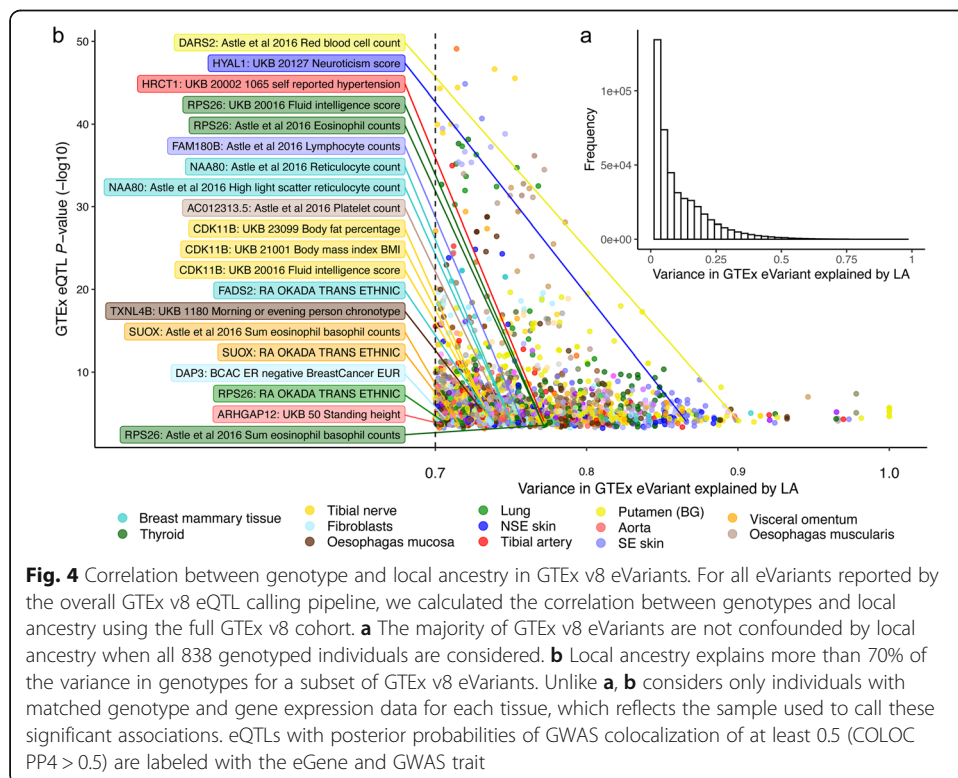 b
50
40
30
20
10
GTEx eQTL P-value (-log10)
DARS2: Astle et al 2016 Red blood cell count
HYAL1: UKB 20127 Neuroticism score
HRCT1: UKB 20002 1065 self reported hypertension
RPS26: UKB 20016 Fluid intelligence score
RPS26: Astle et al 2016 Eosinophil counts
FAM180B: Astle et al 2016 Lymphocyte counts
NAA80: Astle et al 2016 Reticulocyte count
NAA80: Astle et al 2016 High light scatter reticulocyte count
AC012313.5: Astle et al 2016 Platelet count
CDK11B: UKB 23099 Body fat percentage
CDK11B: UKB 21001 Body mass index BMI
CDK11B: UKB 20016 Fluid intelligence score
FADS2: RA OKADA TRANS ETHNIC
TXNL4B: UKB 1180 Morning or evening person chronotype
SUOX: Astle et al 2016 Sum eosinophil basophil counts
SUOX: RA OKADA TRANS ETHNIC
DAP3: BCAC ER negative BreastCancer EUR
RPS26: RA OKADA TRANS ETHNIC
ARHGAP12: UKB 50 Standing height
RPS26: Astle et al 2016 Sum eosinophil basophil counts
0.7 0.8 0.9 1.0
Variance in GTEx eVariant explained by LA
a
1e+05
5e+04
0e+00
Frequency
0 0.25 0.5 0.75 1
Variance in GTEx eVariant explained by LA
Breast mammary tissue
Thyroid
Tibial nerve
Fibroblasts
Oesophagas mucosa
Lung
NSE skin
Tibial artery
Putamen (BG)
Aorta
SE skin
Visceral omentum
Oesophagas muscularis
Fig. 4 Correlation between genotype and local ancestry in GTEx v8 eVariants. For all eVariants reported by
the overall GTEx v8 eQTL calling pipeline, we calculated the correlation between genotypes and local
ancestry using the full GTEx v8 cohort. a The majority of GTEx v8 eVariants are not confounded by local
ancestry when all 838 genotyped individuals are considered. b Local ancestry explains more than 70% of
the variance in genotypes for a subset of GTEx v8 eVariants. Unlike a, b considers only individuals with
matched genotype and gene expression data for each tissue, which reflects the sample used to call these
significant associations. eQTLs with posterior probabilities of GWAS colocalization of at least 0.5 (COLOC
PP4 > 0.5) are labeled with the eGene and GWAS trait